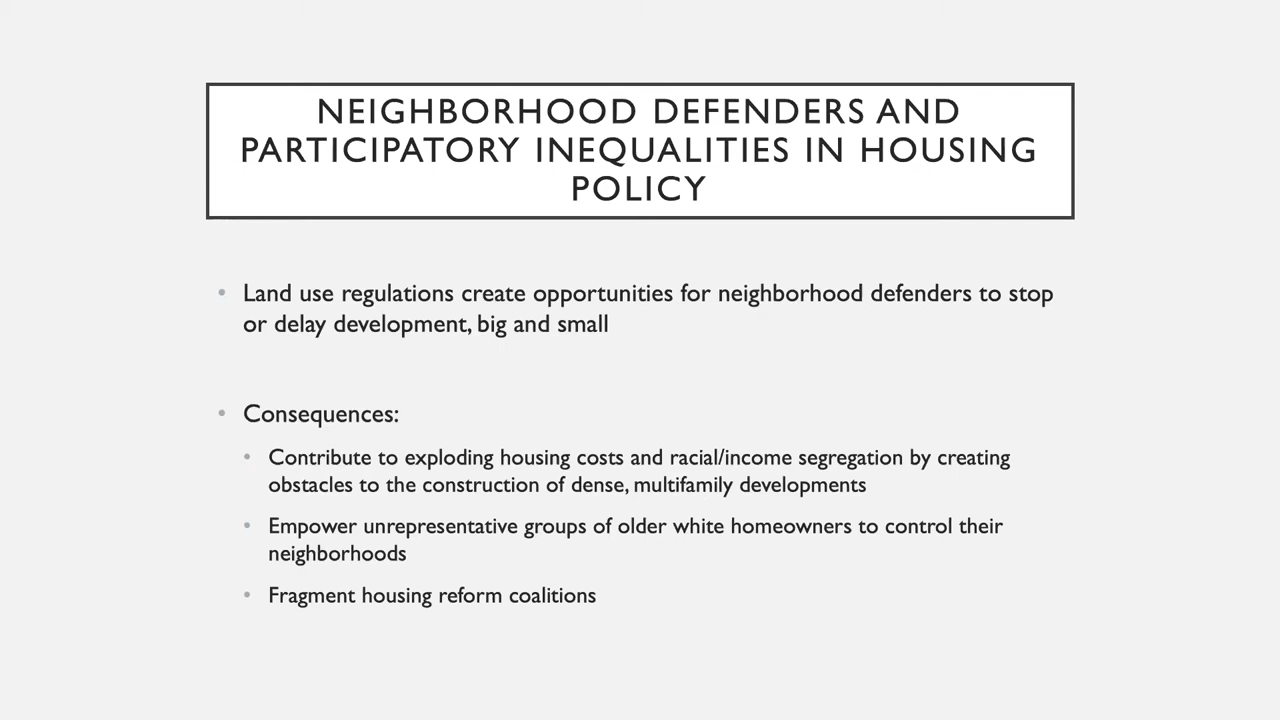 NEIGHBORHOOD DEFENDERS AND
PARTICIPATORY INEQUALITIES IN HOUSING
POLICY
• Land use regulations create opportunities for neighborhood defenders to stop
or delay development, big and small
• Consequences:
• Contribute to exploding housing costs and racial/income segregation by creating
obstacles to the construction of dense, multifamily developments
• Empower unrepresentative groups of older white homeowners to control their
neighborhoods
• Fragment housing reform coalitions